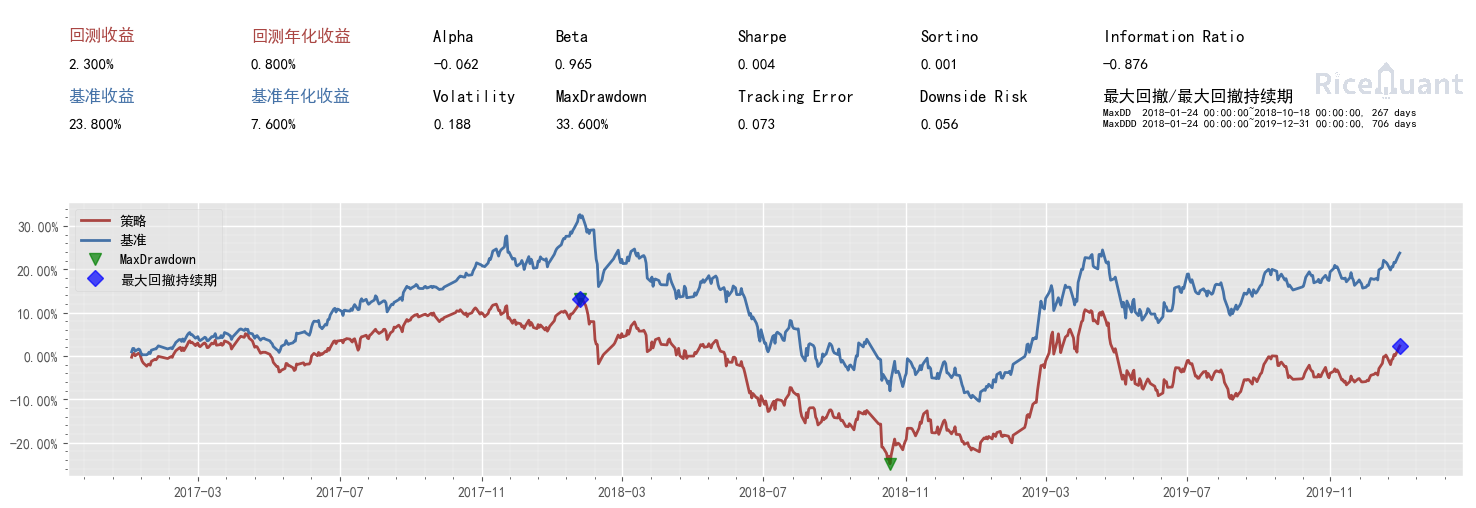 回测收益 回测年化收益 Alpha Beta Sharpe Sortino Information Ratio
2.300% 0.800% -0.062 0.965 0.004 0.001 -0.876
RiceQuant
基准收益 基准年化收益 Volatility MaxDrawdown Tracking Error Downside Risk 最大回撤/最大回撤持续期
MaxDD 2018-01-24 00:00:00~2018-10-18 00:00:00, 267 days
MaxDDD 2018-01-24 00:00:00~2019-12-31 00:00:00, 706 days
23.800% 7.600% 0.188 33.600% 0.073 0.056
策略
基准
MaxDrawdown
最大回撤持续期
30.00%
20.00%
10.00%
0.00%
-10.00%
-20.00%
2017-03 2017-07 2017-11 2018-03 2018-07 2018-11 2019-03 2019-07 2019-11